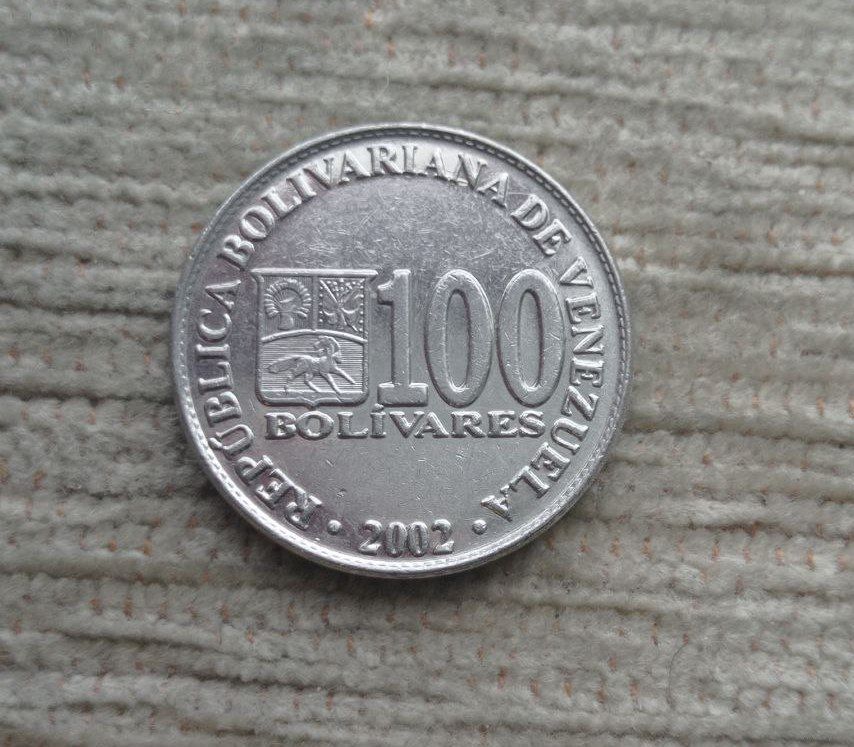 REPÚBLICA BOLIVARIANA DE VENEZUELA
100
BOLÍVARES
• 2002 •